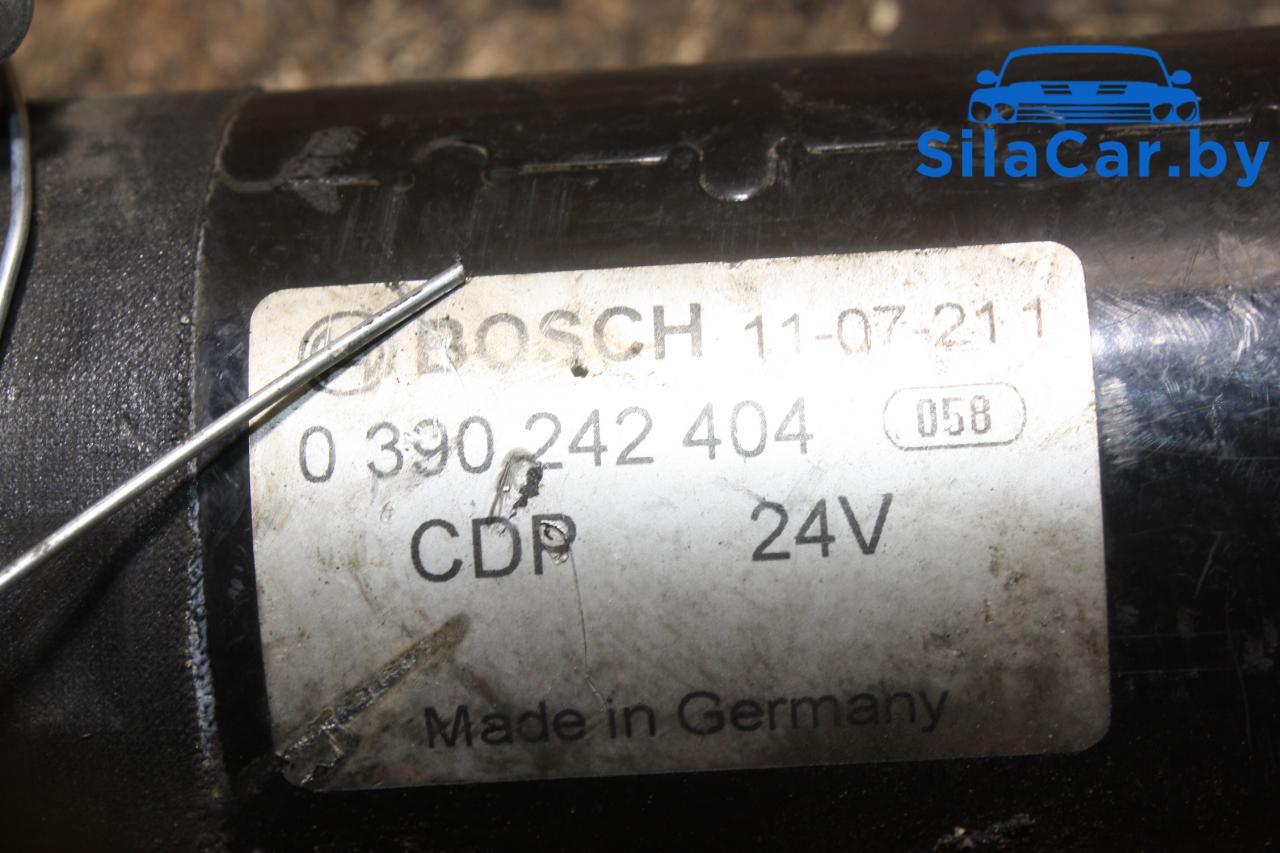 SilaCar.by
BOSCH 11-07-21 1
0 390 242 404 058
CDP 24V
Made in Germany